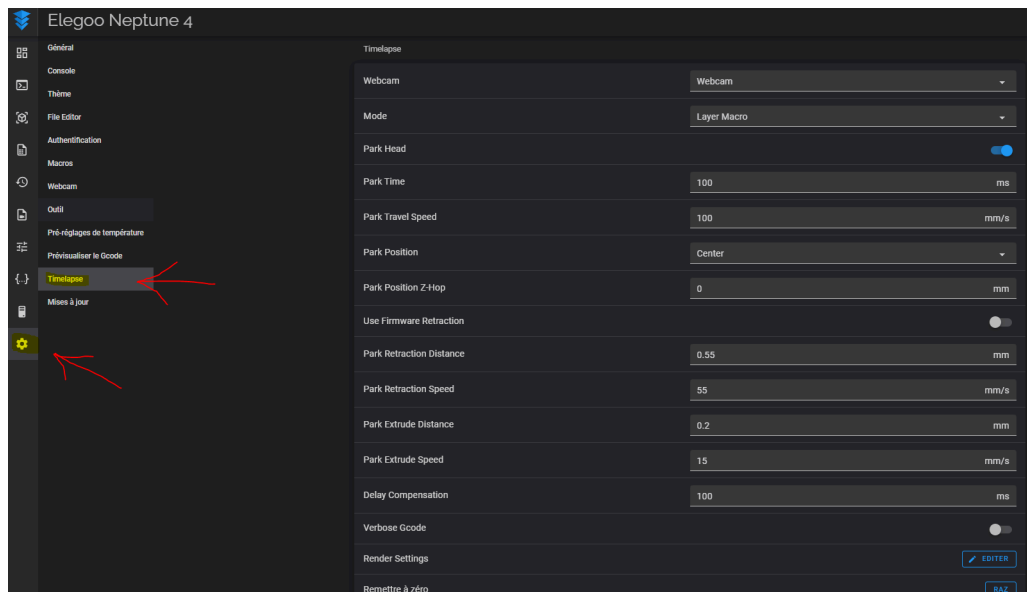 Elegoo Neptune 4
Général
Console
Thème
File Editor
Authentification
Macros
Webcam
Outil
Pré-réglages de température
Prévisualiser le Gcode
Timelapse
Mises à jour
Timelapse
Webcam Webcam
Mode Layer Macro
Park Head
Park Time 100 ms
Park Travel Speed 100 mm/s
Park Position Center
Park Position Z-Hop 0 mm
Use Firmware Retraction
Park Retraction Distance 0.55 mm
Park Retraction Speed 55 mm/s
Park Extrude Distance 0.2 mm
Park Extrude Speed 15 mm/s
Delay Compensation 100 ms
Verbose Gcode
Render Settings EDITER
Remettre à zéro RAZ